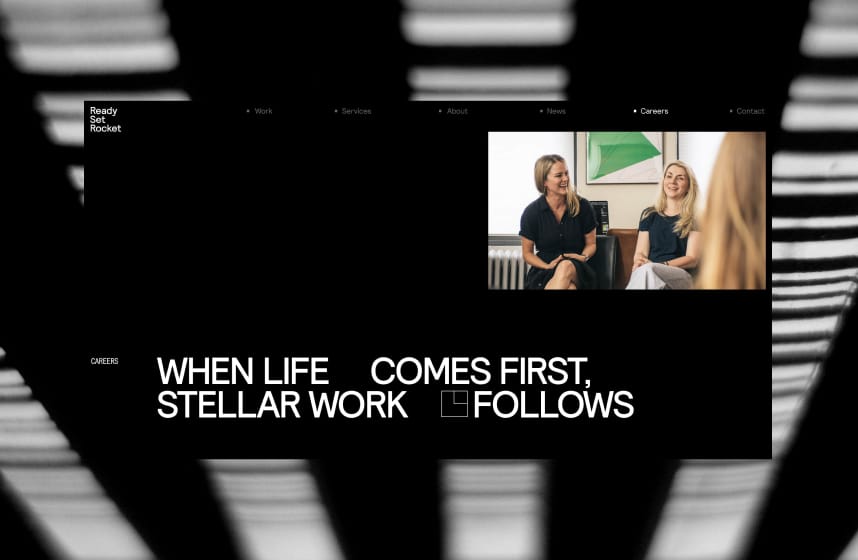 Ready
Set
Rocket
Work
Services
About
News
Careers
Contact
CAREERS
WHEN LIFE COMES FIRST,
STELLAR WORK FOLLOWS